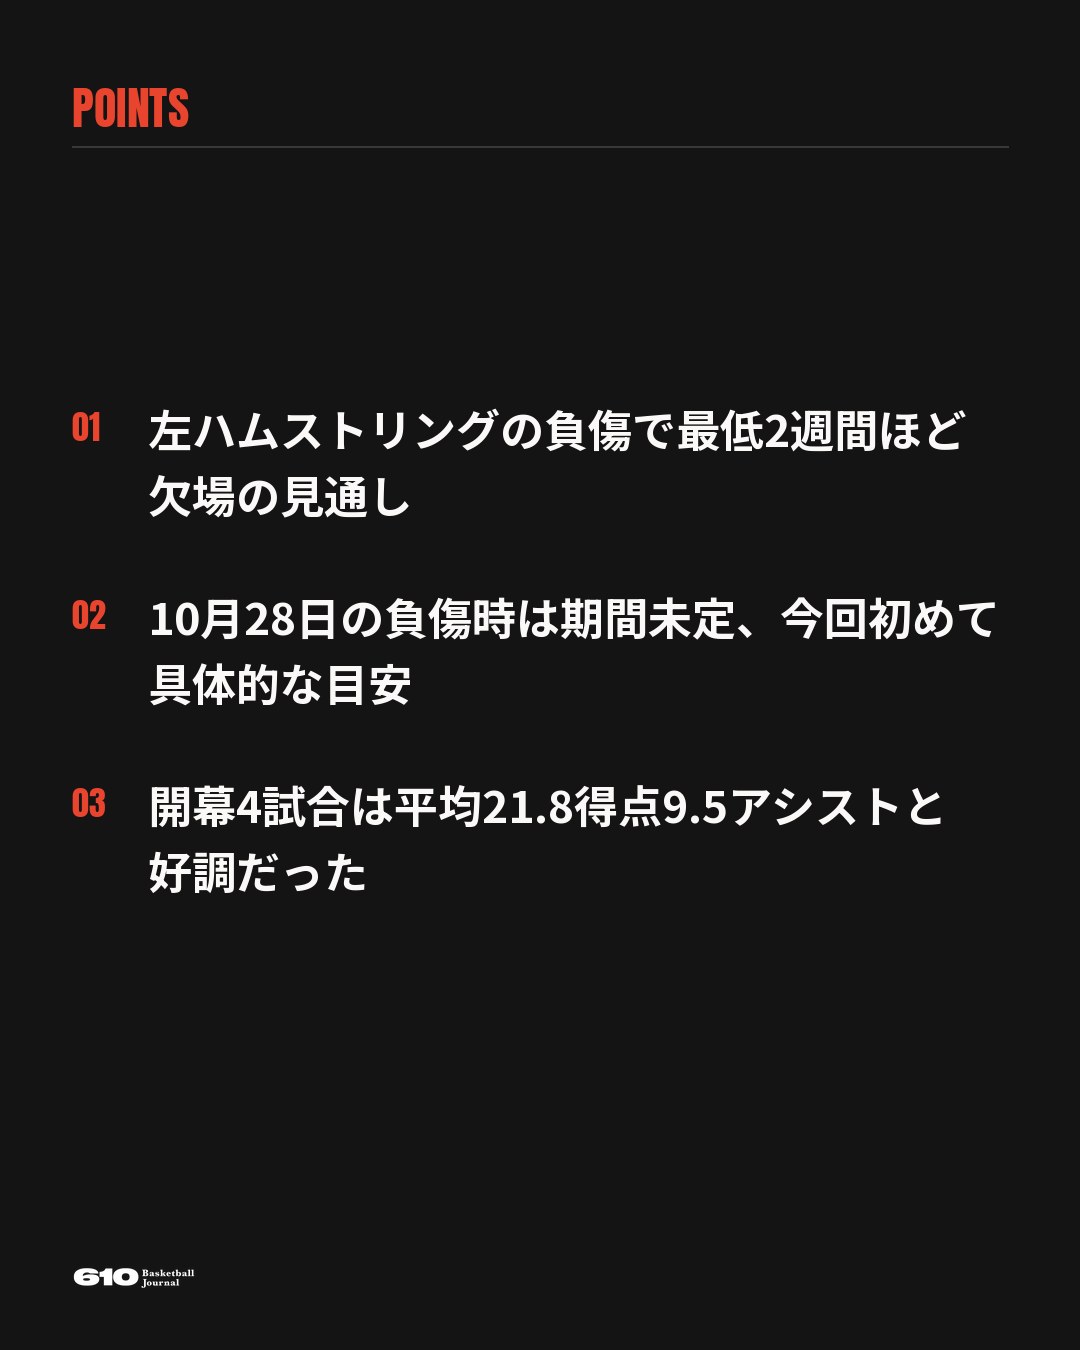 POINTS
01 左ハムストリングの負傷で最低2週間ほど
欠場の見通し
02 10月28日の負傷時は期間未定、今回初めて
具体的な目安
03 開幕4試合は平均21.8得点9.5アシストと
好調だった
610 Basketball
Journal